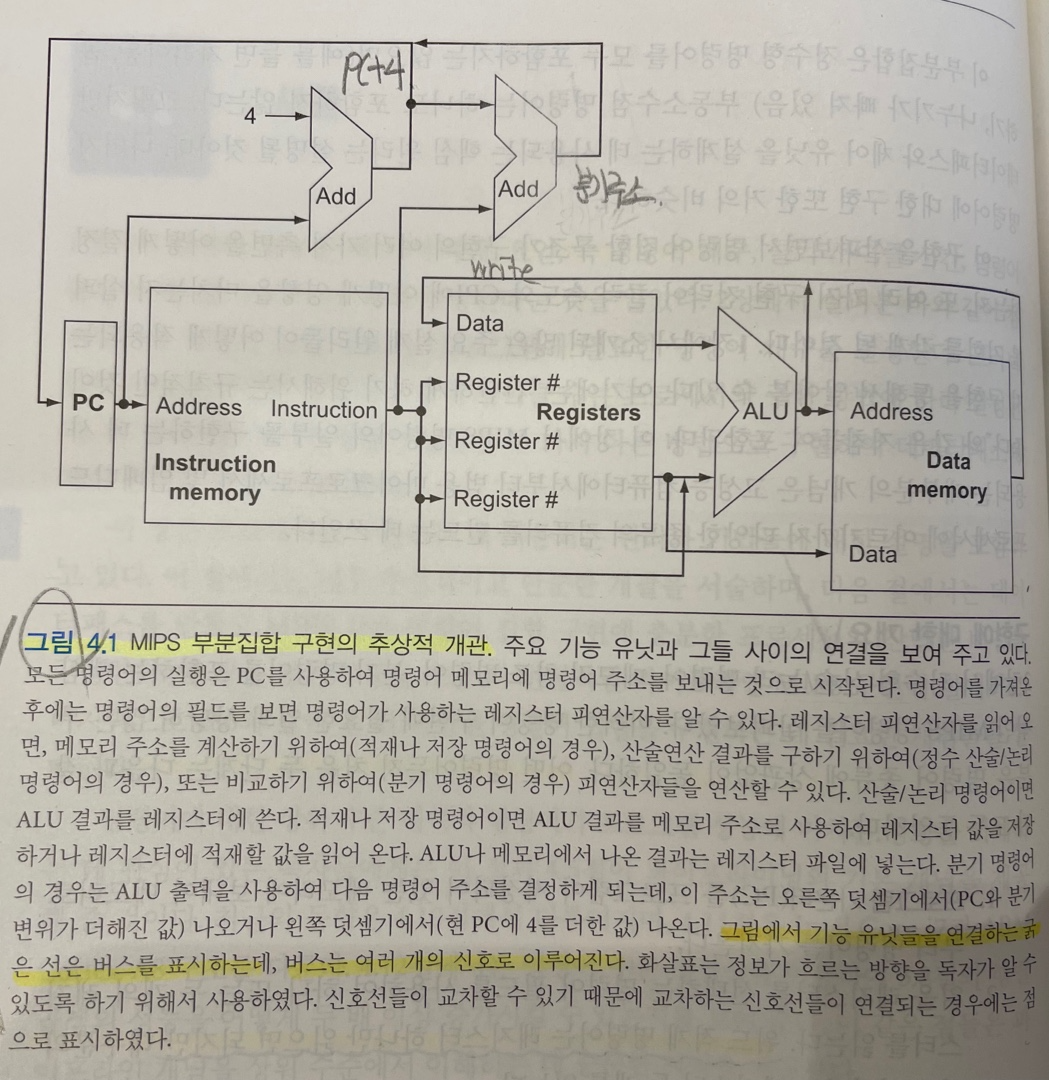 PC+4
4
Add
Add
분기주소.
write
Data
PC
Address
Instruction
Register #
Register #
Register #
Registers
Instruction
memory
ALU
Address
Data
memory
Data
그림 4.1 MIPS 부분집합 구현의 추상적 개관. 주요 기능 유닛과 그들 사이의 연결을 보여 주고 있다.
모든 명령어의 실행은 PC를 사용하여 명령어 메모리에 명령어 주소를 보내는 것으로 시작된다. 명령어를 가져온
후에는 명령어의 필드를 보면 명령어가 사용하는 레지스터 피연산자를 알 수 있다. 레지스터 피연산자를 읽어 오
면, 메모리 주소를 계산하기 위하여(적재나 저장 명령어의 경우), 산술연산 결과를 구하기 위하여(정수 산술/논리
명령어의 경우), 또는 비교하기 위하여(분기 명령어의 경우) 피연산자들을 연산할 수 있다. 산술/논리 명령어이면
ALU 결과를 레지스터에 쓴다. 적재나 저장 명령어이면 ALU 결과를 메모리 주소로 사용하여 레지스터 값을 저장
하거나 레지스터에 적재할 값을 읽어 온다. ALU나 메모리에서 나온 결과는 레지스터 파일에 넣는다. 분기 명령어
의 경우는 ALU 출력을 사용하여 다음 명령어 주소를 결정하게 되는데, 이 주소는 오른쪽 덧셈기에서(PC와 분기
변위가 더해진 값) 나오거나 왼쪽 덧셈기에서(현 PC에 4를 더한 값) 나온다. 그림에서 기능 유닛들을 연결하는 굵
은 선은 버스를 표시하는데, 버스는 여러 개의 신호로 이루어진다. 화살표는 정보가 흐르는 방향을 독자가 알 수
있도록 하기 위해서 사용하였다. 신호선들이 교차할 수 있기 때문에 교차하는 신호선들이 연결되는 경우에는 점
으로 표시하였다.